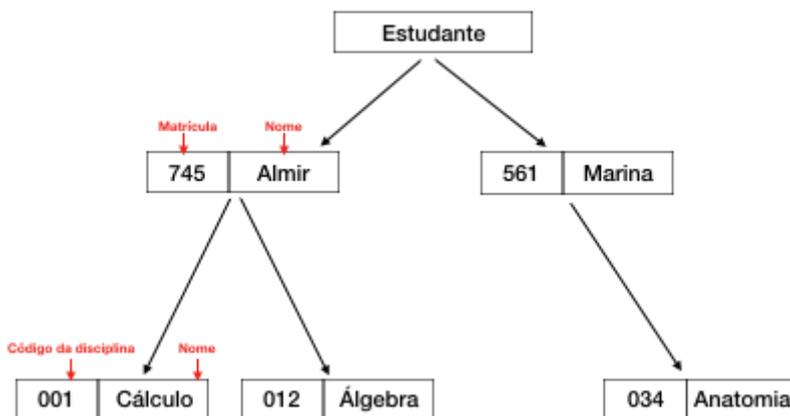 Estudante
Matrícula Nome
745 Almir 561 Marina
Código da disciplina Nome
001 Cálculo 012 Álgebra 034 Anatomia